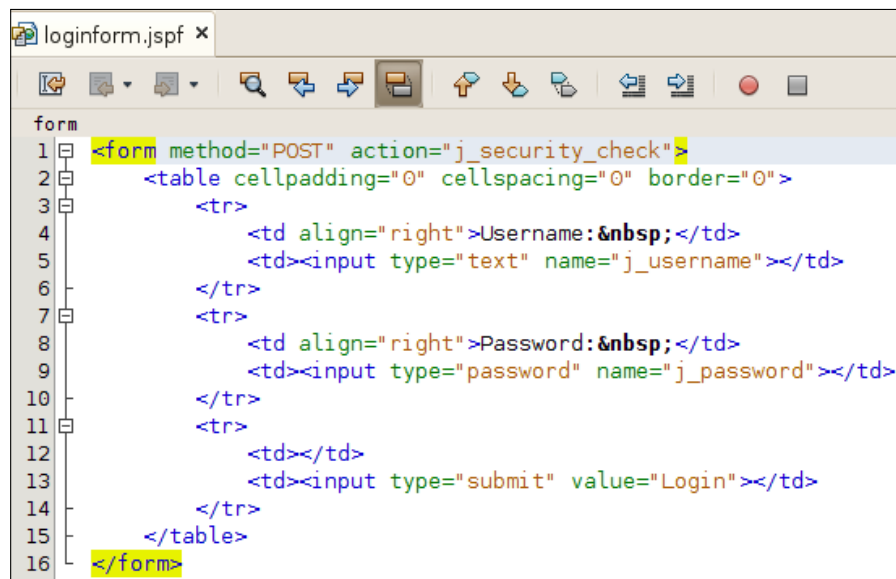 loginform.jspf ×
form
1 <form method="POST" action="j_security_check">
2     <table cellpadding="0" cellspacing="0" border="0">
3         <tr>
4             <td align="right">Username:&nbsp;</td>
5             <td><input type="text" name="j_username"></td>
6         </tr>
7         <tr>
8             <td align="right">Password:&nbsp;</td>
9             <td><input type="password" name="j_password"></td>
10         </tr>
11         <tr>
12             <td></td>
13             <td><input type="submit" value="Login"></td>
14         </tr>
15     </table>
16 </form>